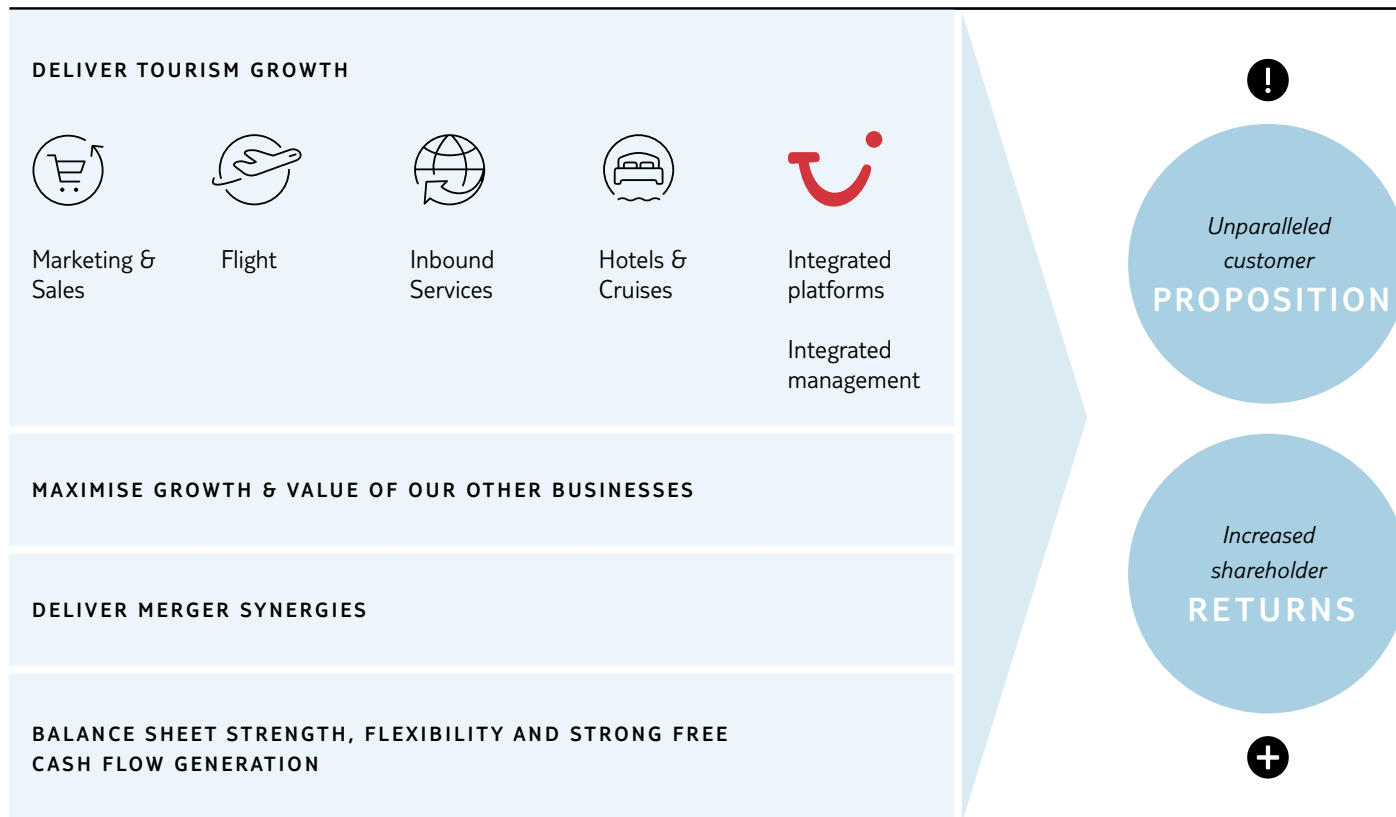 DELIVER TOURISM GROWTH
Marketing &
Sales
Flight
Inbound
Services
Hotels &
Cruises
Integrated
platforms
Integrated
management
MAXIMISE GROWTH & VALUE OF OUR OTHER BUSINESSES
DELIVER MERGER SYNERGIES
BALANCE SHEET STRENGTH, FLEXIBILITY AND STRONG FREE
CASH FLOW GENERATION
!
Unparalleled
customer
PROPOSITION
Increased
shareholder
RETURNS
+